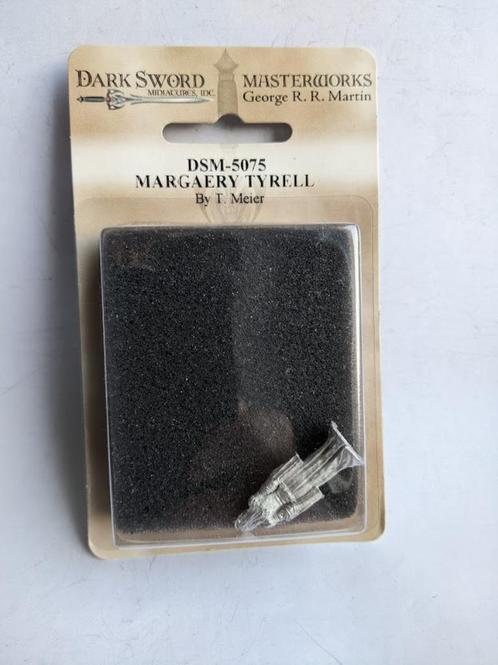 DARK SWORD
MINIATURES, INC.
MASTERWORKS
George R. R. Martin
DSM-5075
MARGAERY TYRELL
By T. Meier